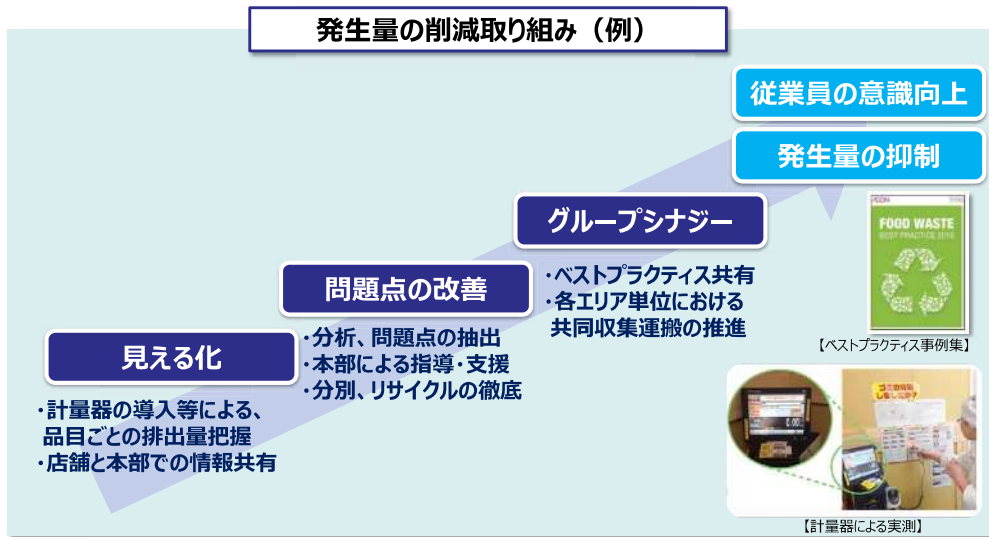 発生量の削減取り組み（例）
従業員の意識向上
発生量の抑制
グループシナジー
・ベストプラクティス共有
・各エリア単位における
共同収集運搬の推進
問題点の改善
・分析、問題点の抽出
・本部による指導・支援
・分別、リサイクルの徹底
見える化
・計量器の導入等による、
品目ごとの排出量把握
・店舗と本部での情報共有
FOOD WASTE
【ベストプラクティス事例集】
【計量器による実測】